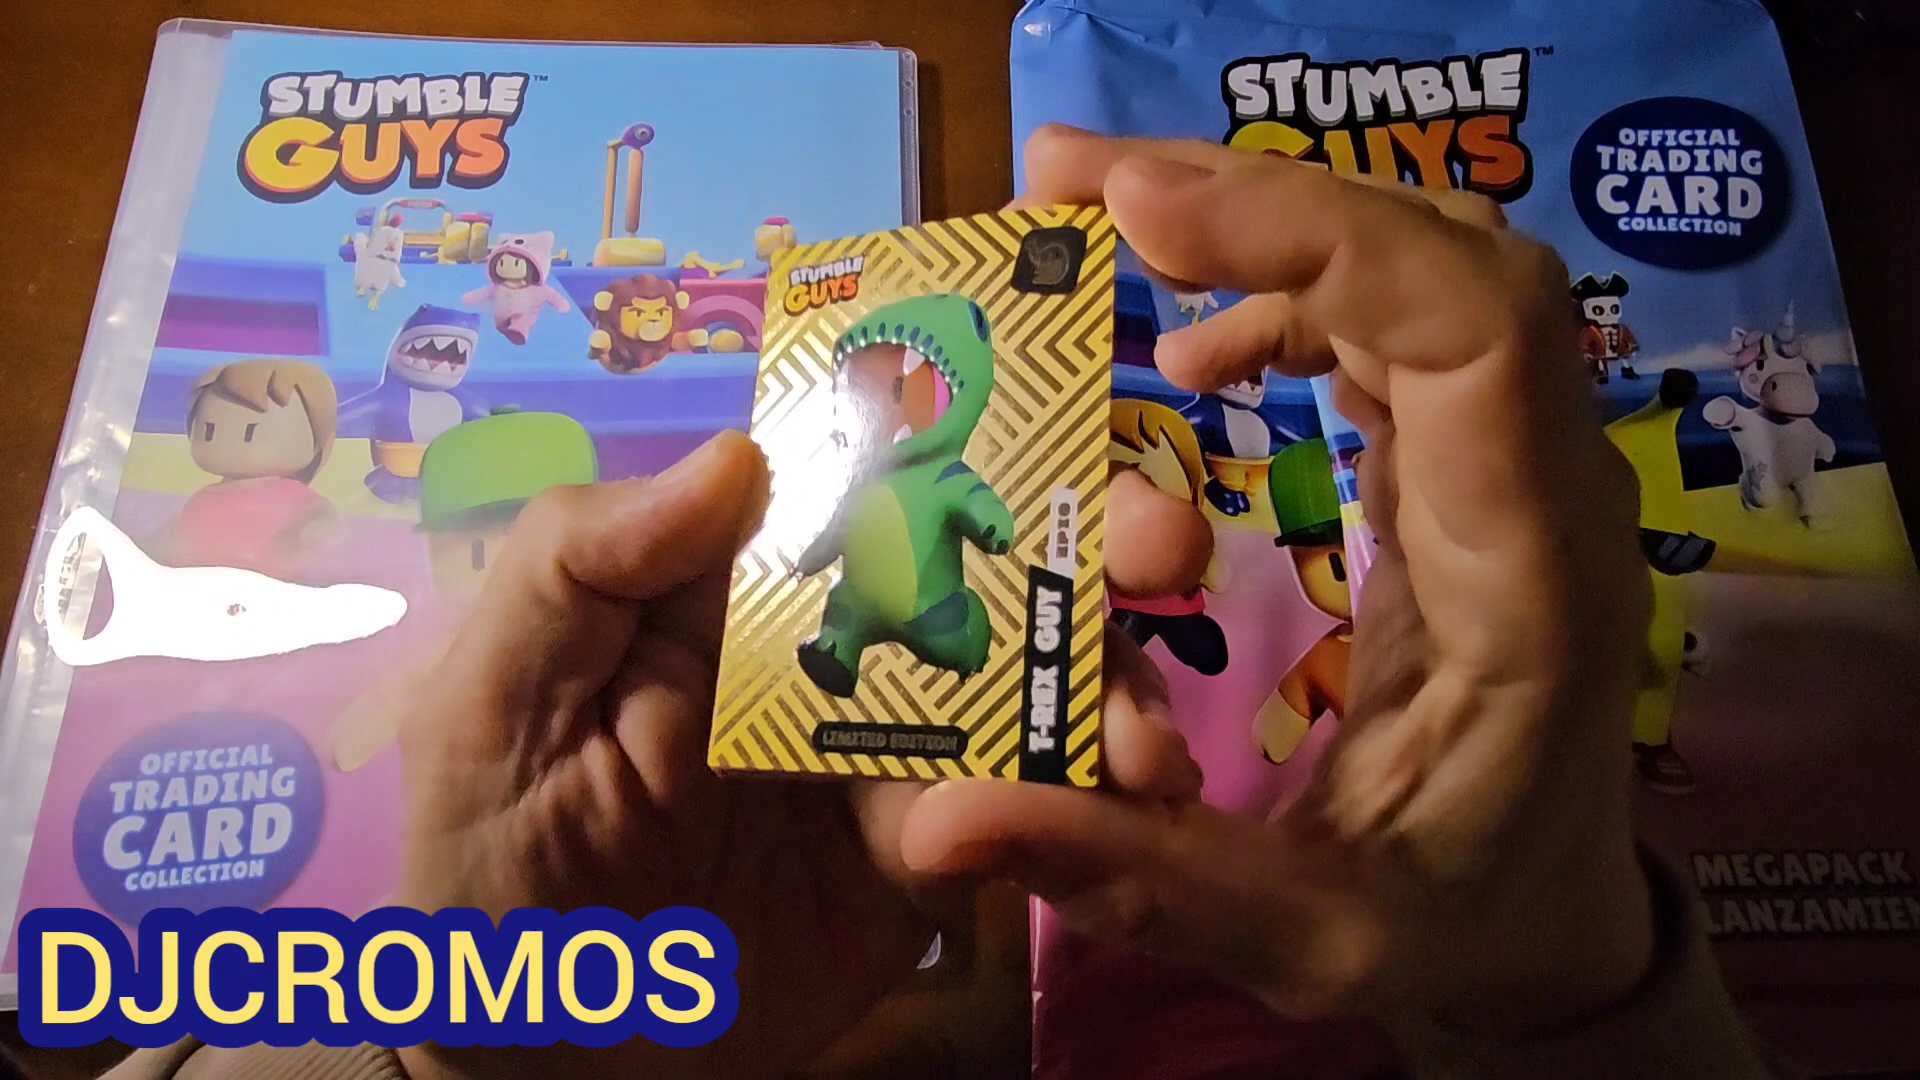 STUMBLE
GUYS
OFFICIAL
TRADING
CARD
COLLECTION
STUMBLE
GUYS
LIMITED EDITION
T-REX GUY
EPIC
STUMBLE
GUYS
OFFICIAL
TRADING
CARD
COLLECTION
MEGAPACK
DJCROMOS